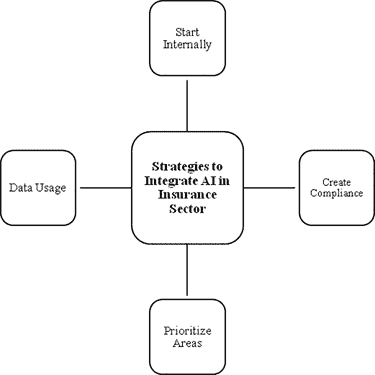 Start
Internally
Data Usage
Strategies to
Integrate AI in
Insurance
Sector
Create
Compliance
Prioritize
Areas